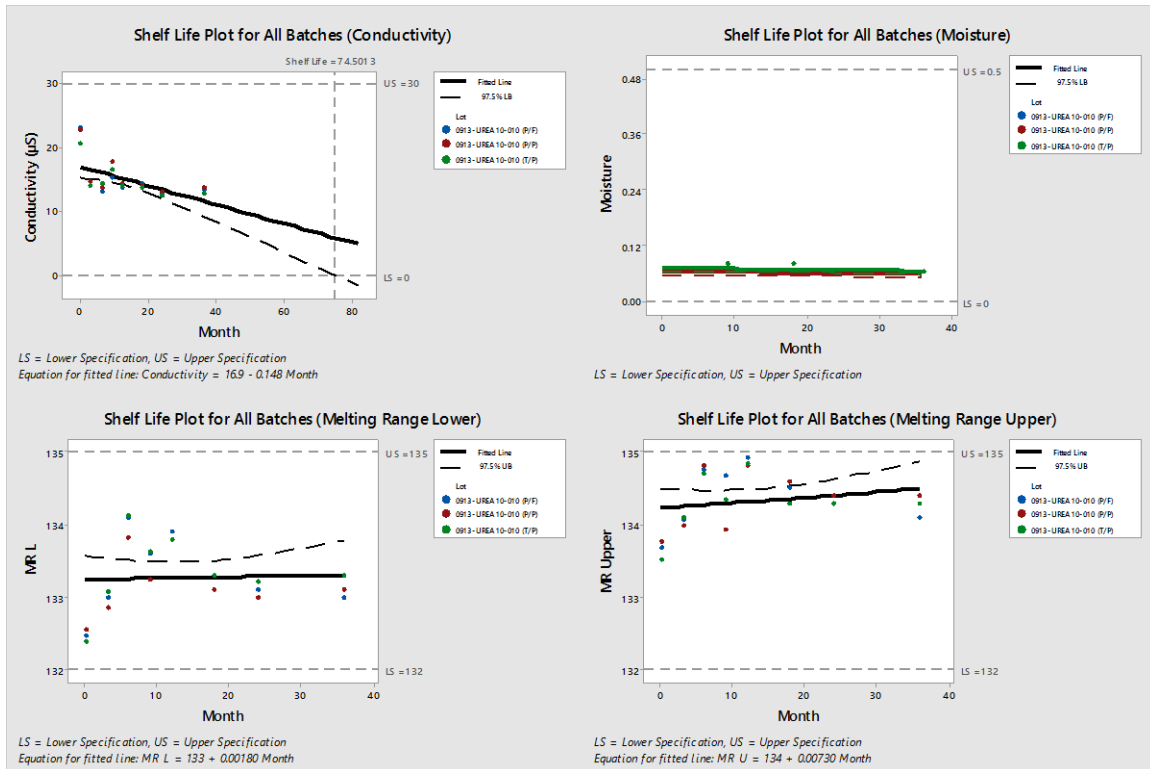 Shelf Life Plot for All Batches (Conductivity)
Shelf Life = 74.5013
30
20
10
0
Conductivity (µS)
0 20 40 60 80
Month
US = 30
LS = 0
Fitted Line
97.5% LB
Lot
0913-UREA 10-010 (P/F)
0913-UREA 10-010 (P/P)
0913-UREA 10-010 (T/P)
LS = Lower Specification, US = Upper Specification
Equation for fitted line: Conductivity = 16.9 - 0.148 Month
Shelf Life Plot for All Batches (Moisture)
0.48
0.36
0.24
0.12
0.00
Moisture
0 10 20 30 40
Month
US = 0.5
LS = 0
Fitted Line
97.5% LB
Lot
0913-UREA 10-010 (P/F)
0913-UREA 10-010 (P/P)
0913-UREA 10-010 (T/P)
LS = Lower Specification, US = Upper Specification
Shelf Life Plot for All Batches (Melting Range Lower)
135
134
133
132
MR L
0 10 20 30 40
Month
US = 135
LS = 132
Fitted Line
97.5% UB
Lot
0913-UREA 10-010 (P/F)
0913-UREA 10-010 (P/P)
0913-UREA 10-010 (T/P)
LS = Lower Specification, US = Upper Specification
Equation for fitted line: MR L = 133 + 0.00180 Month
Shelf Life Plot for All Batches (Melting Range Upper)
135
134
133
132
MR Upper
0 10 20 30 40
Month
US = 135
LS = 132
Fitted Line
97.5% UB
Lot
0913-UREA 10-010 (P/F)
0913-UREA 10-010 (P/P)
0913-UREA 10-010 (T/P)
LS = Lower Specification, US = Upper Specification
Equation for fitted line: MR U = 134 + 0.00730 Month